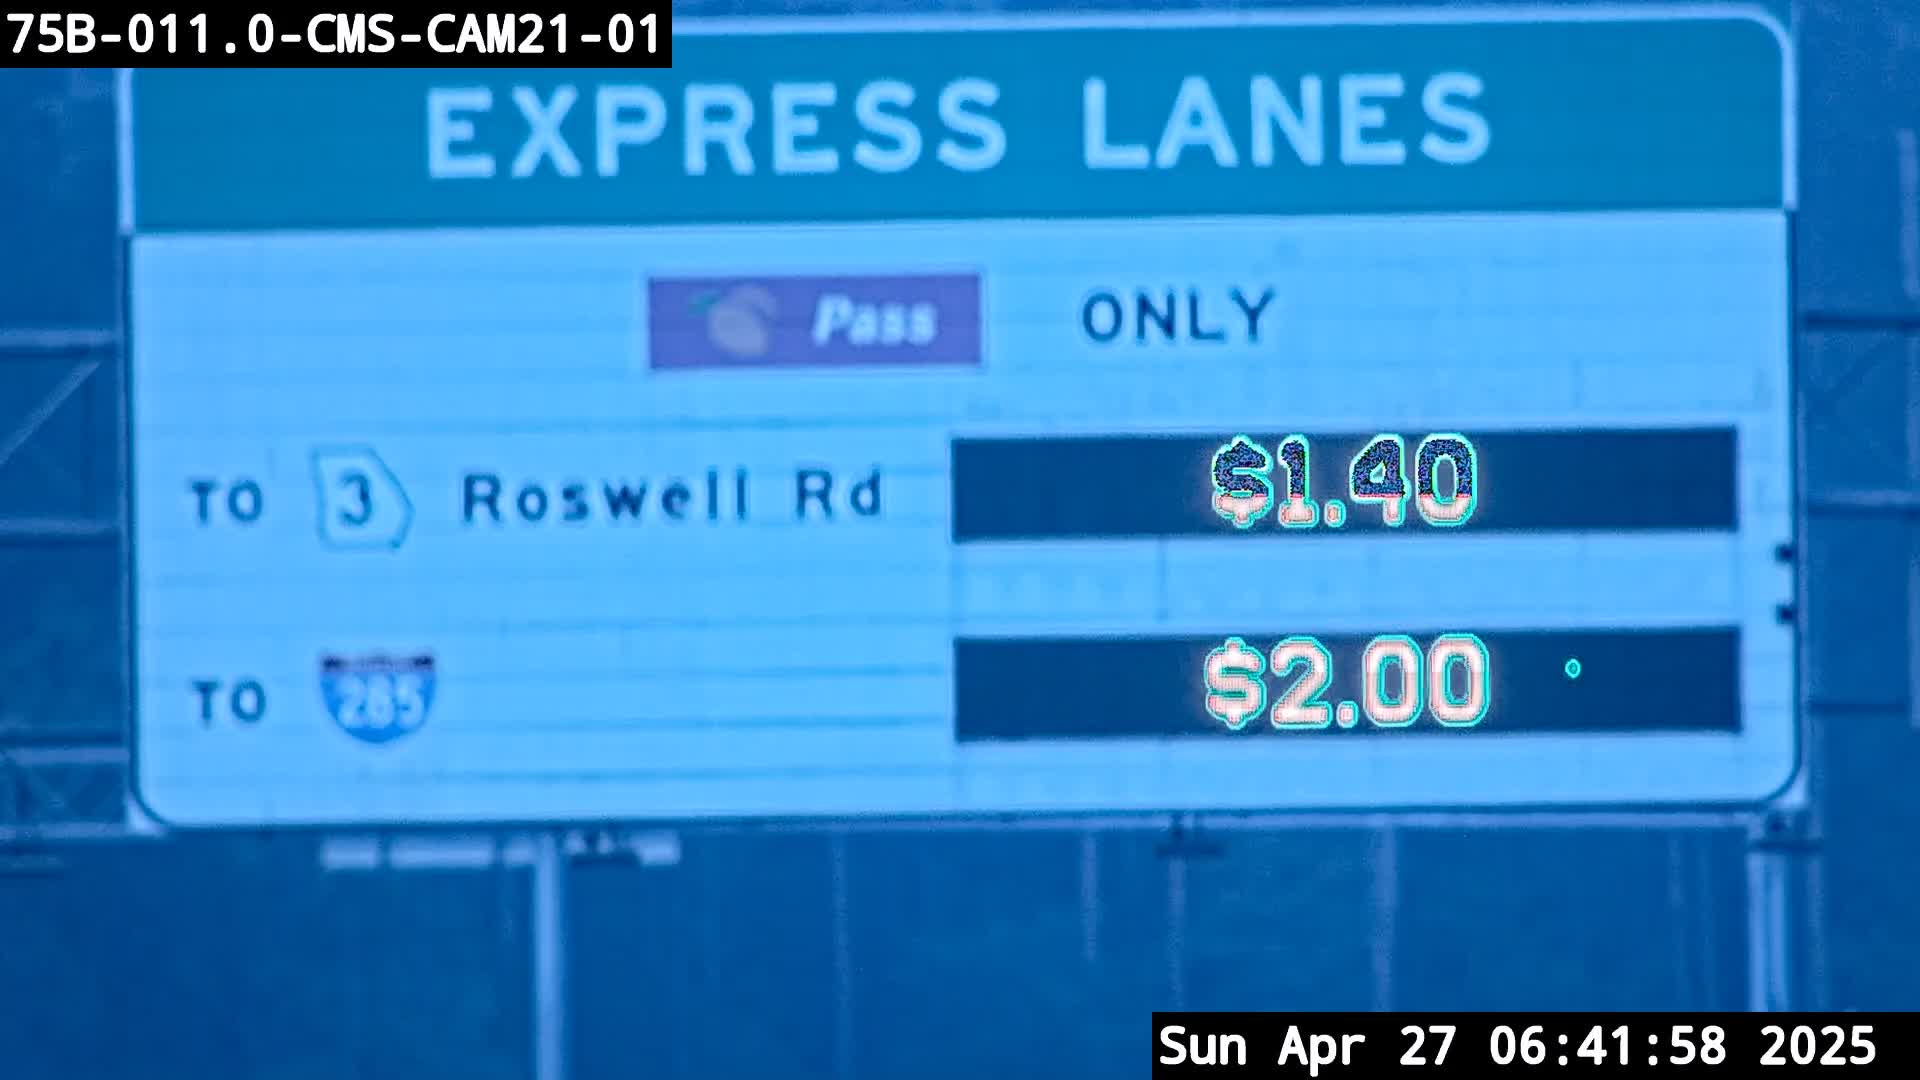 75B-011.0-CMS-CAM21-01
EXPRESS LANES
Pass ONLY
TO 3 Roswell Rd $1.40
TO 285 $2.00
Sun Apr 27 06:41:58 2025